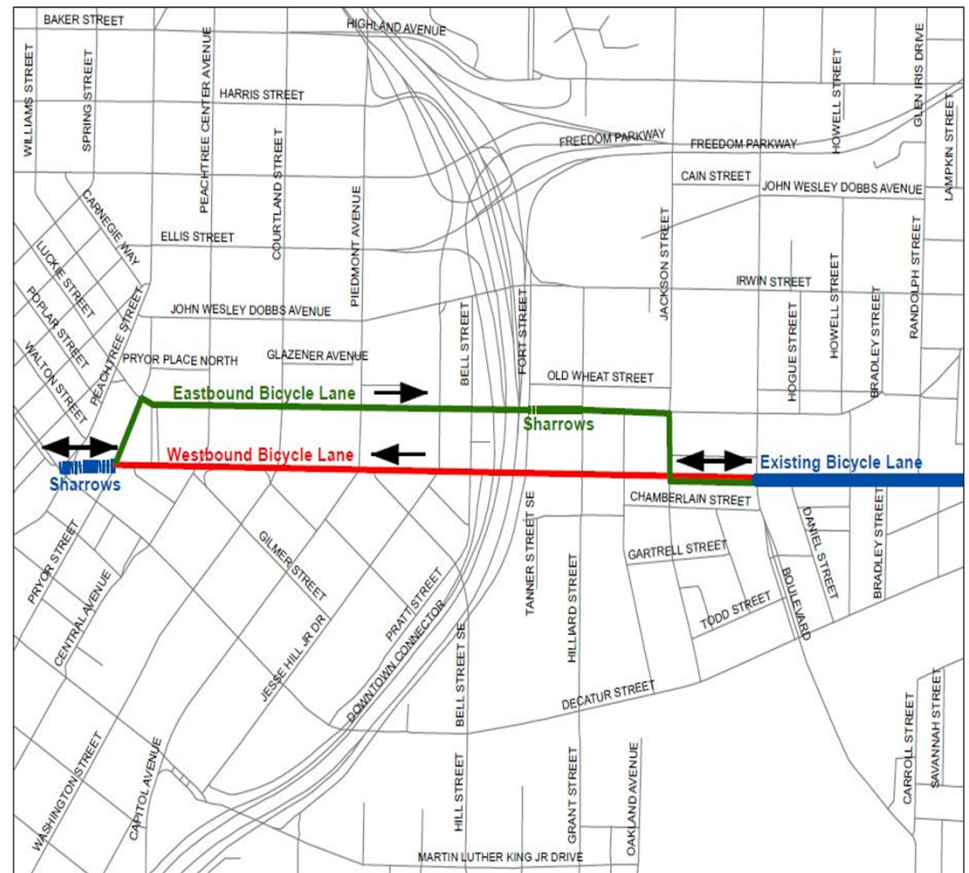 BAKER STREET
HIGHLAND AVENUE
WILLIAMS STREET
SPRING STREET
PEACHTREE CENTER AVENUE
HARRIS STREET
COURTLAND STREET
PIEDMONT AVENUE
FREEDOM PARKWAY
FREEDOM PARKWAY
HOWELL STREET
GLEN IRIS DRIVE
LAMPKIN STREET
CAIN STREET
JOHN WESLEY DOBBS AVENUE
CARNEGIE WAY
ELLIS STREET
LUCKIE STREET
POPLAR STREET
WALTON STREET
PEACHTREE STREET
JACKSON STREET
IRWIN STREET
RANDOLPH STREET
HOWELL STREET
HOGUE STREET
BRADLEY STREET
JOHN WESLEY DOBBS AVENUE
BELL STREET
FORT STREET
PRYOR PLACE NORTH
GLAZENER AVENUE
OLD WHEAT STREET
Eastbound Bicycle Lane
Sharrows
Westbound Bicycle Lane
Existing Bicycle Lane
Sharrows
CHAMBERLAIN STREET
PRYOR STREET
CENTRAL AVENUE
GILMER STREET
JESSE HILL JR DR
PRATT STREET
DOWNTOWN CONNECTOR
TANNER STREET SE
HILLIARD STREET
GARTRELL STREET
TODD STREET
BOULEVARD
DANIEL STREET
BRADLEY STREET
BELL STREET SE
DECATUR STREET
WASHINGTON STREET
CAPITOL AVENUE
HILL STREET
GRANT STREET
OAKLAND AVENUE
CARROLL STREET
SAVANNAH STREET
MARTIN LUTHER KING JR DRIVE